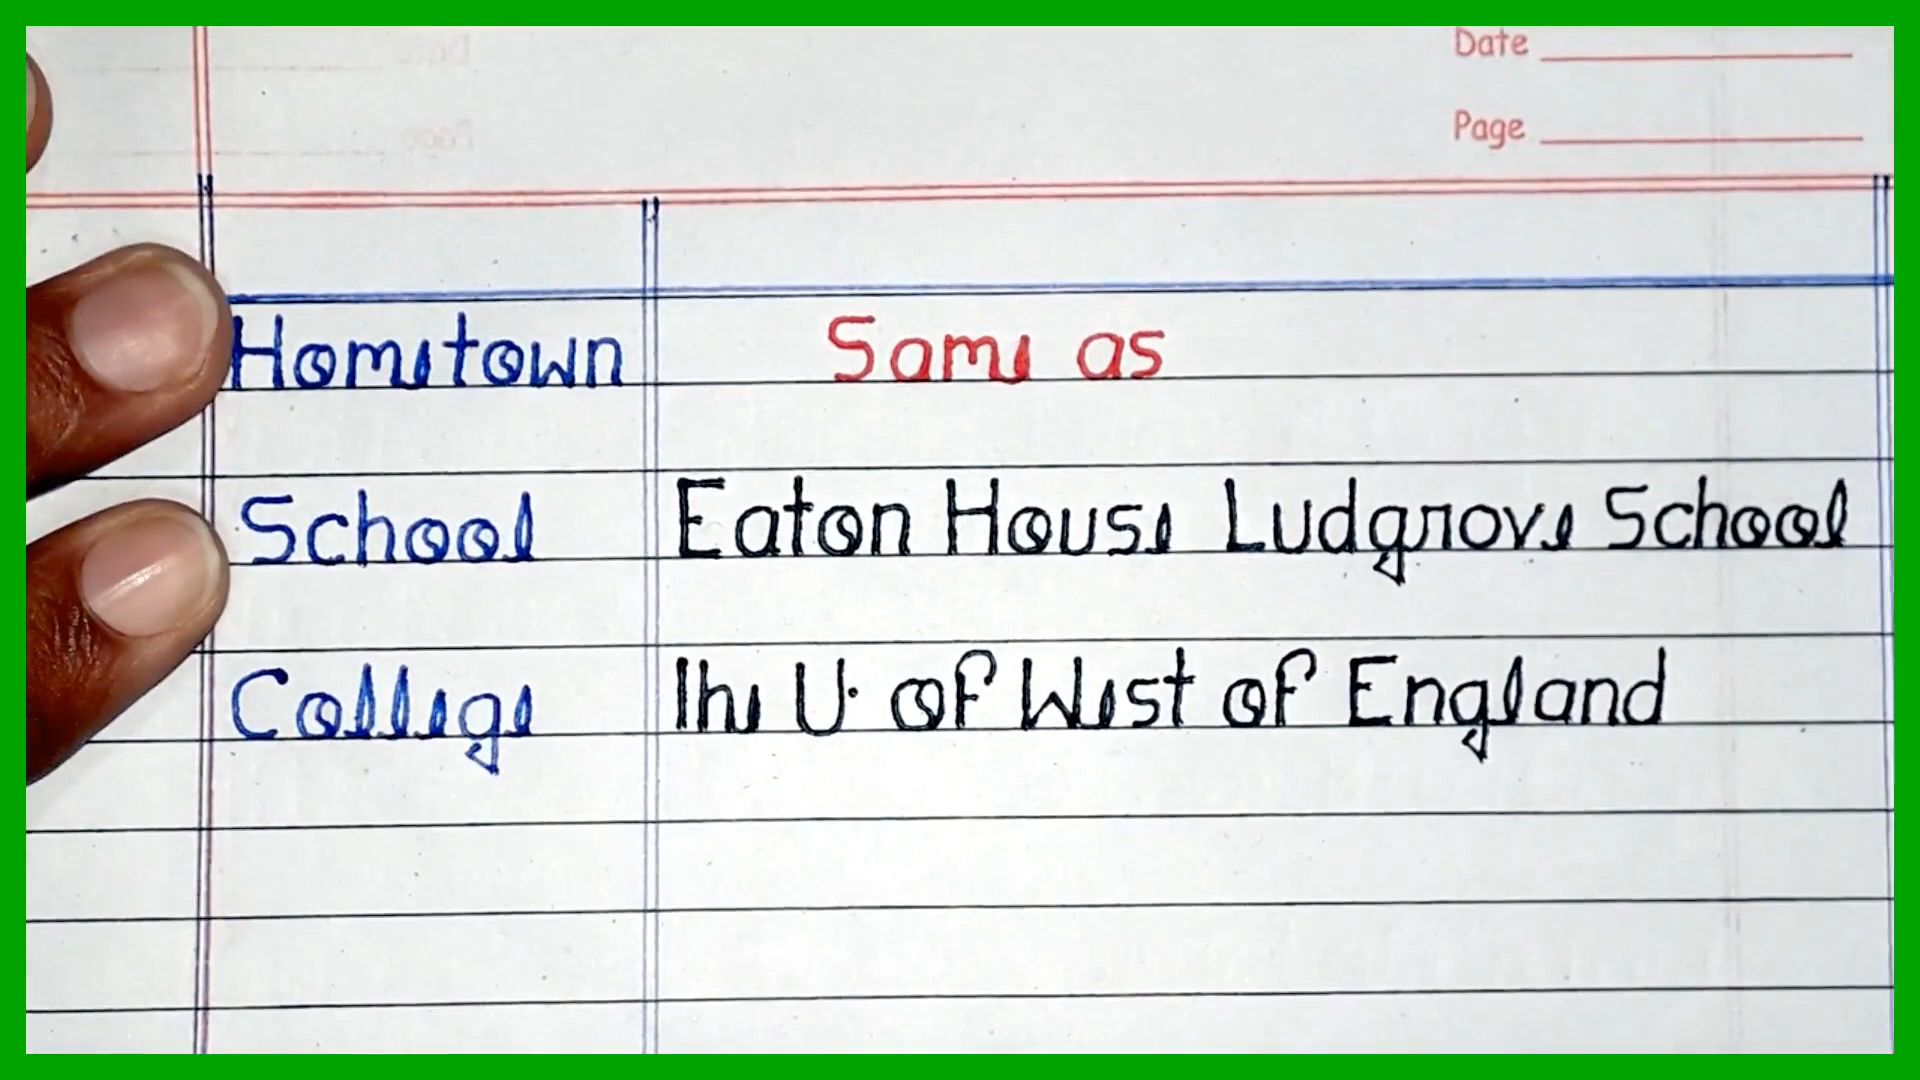 Date
Page
Hometown Same as
School Eaton House Ludgrove School
College The U. of West of England